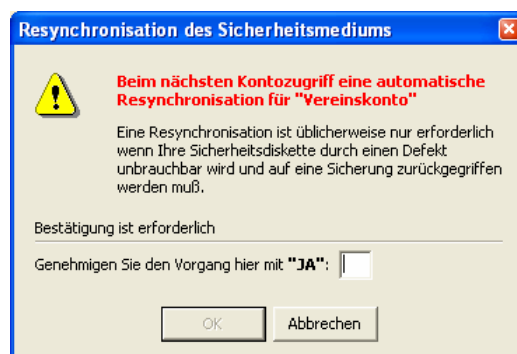 Resynchronisation des Sicherheitsmediums
Beim nächsten Kontozugriff eine automatische
Resynchronisation für "Vereinskonto"
Eine Resynchronisation ist üblicherweise nur erforderlich
wenn Ihre Sicherheitsdiskette durch einen Defekt
unbrauchbar wird und auf eine Sicherung zurückgegriffen
werden muß.
Bestätigung ist erforderlich
Genehmigen Sie den Vorgang hier mit "JA":
OK
Abbrechen